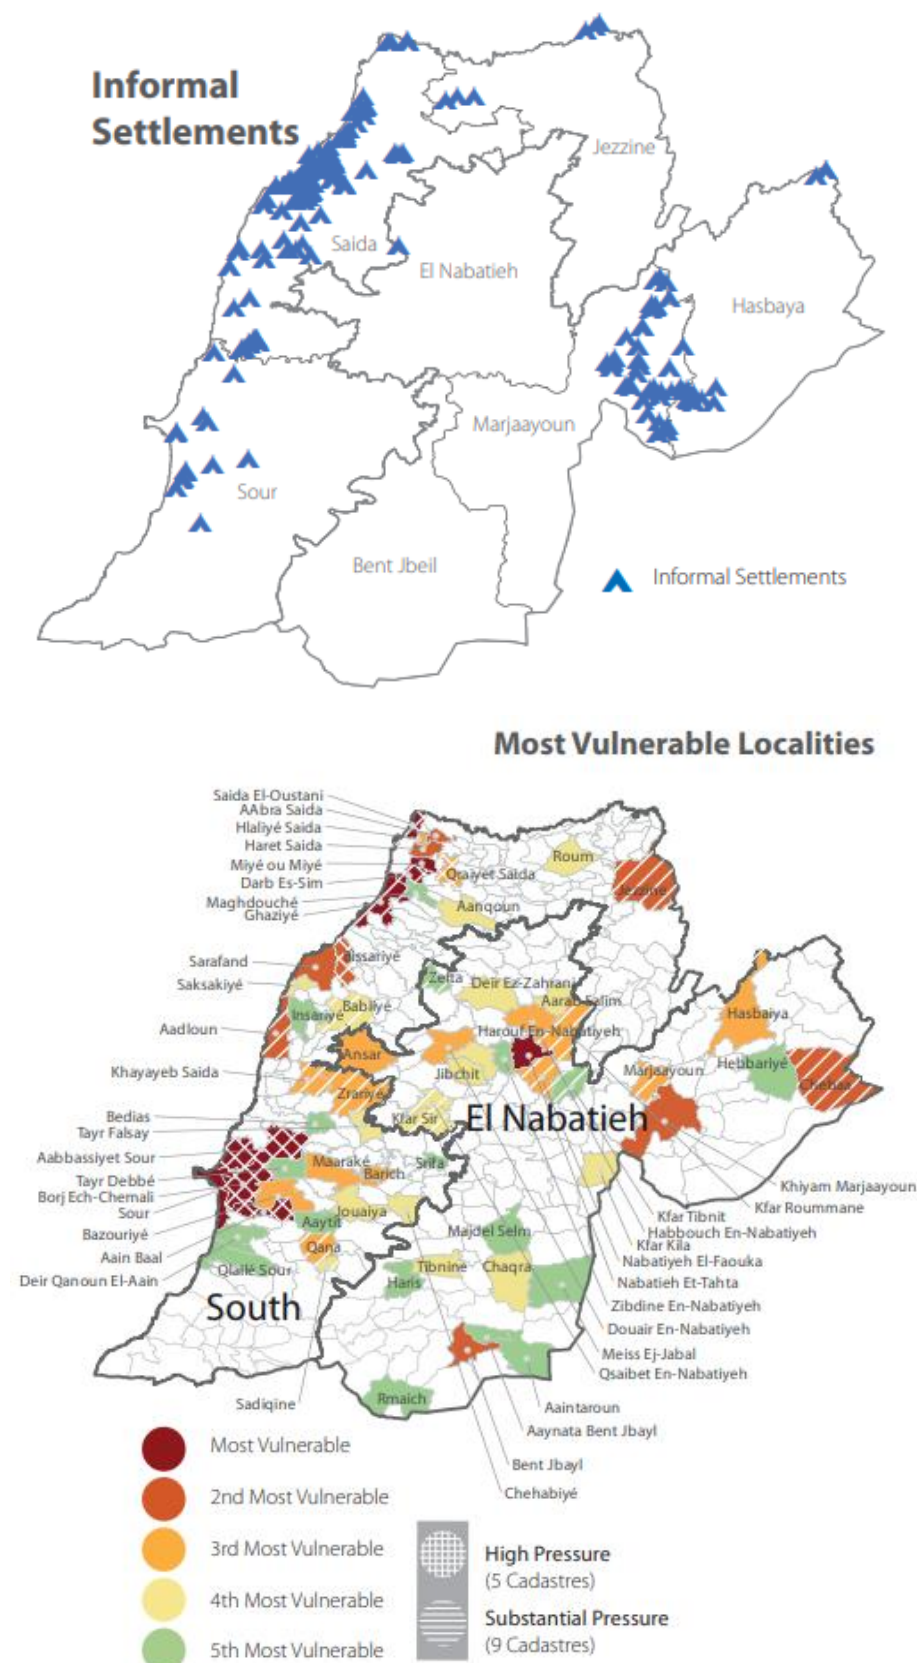 Informal
Settlements
Jezzine
Saida
El Nabatieh
Hasbaya
Marjaayoun
Sour
Bent Jbeil
Informal Settlements
Most Vulnerable Localities
Saida El-Oustani
AAbra Saida
Hlaliyé Saida
Haret Saida
Miyé ou Miyé
Darb Es-Sim
Maghdouché
Ghaziyé
Roum
Qraiyet Saida
Jezzine
Aanqoun
Sarafand
Bissariyé
Saksakiyé
Zefta
Deir Ez-Zahrani
Aarab Salim
Insariyé
Babliyé
Hasbaiya
Aadloun
Harouf En-Nabatiyeh
Ansar
Khayayeb Saida
Jibchit
Marjaayoun
Hebbariyé
Chebaa
Zrariyé
Bedias
Kfar Sir
El Nabatieh
Tayr Falsay
Aabbassiyet Sour
Maaraké
Barich
Srifa
Tayr Debbé
Borj Ech-Chemali
Sour
Khiyam Marjaayoun
Kfar Roummane
Jouaiya
Kfar Tibnit
Aaytit
Majdel Selm
Habbouch En-Nabatiyeh
Bazouriyé
Kfar Kila
Qana
Aain Baal
Nabatiyeh El-Faouka
Qlailé Sour
Tibnine
Chaqra
Deir Qanoun El-Aain
Haris
Nabatieh Et-Tahta
South
Zibdine En-Nabatiyeh
Douair En-Nabatiyeh
Meiss Ej-Jabal
Qsaibet En-Nabatiyeh
Rmaich
Sadiqine
Aaintaroun
Aaynata Bent Jbayl
Bent Jbayl
Chehabiyé
Most Vulnerable
2nd Most Vulnerable
3rd Most Vulnerable
4th Most Vulnerable
5th Most Vulnerable
High Pressure
(5 Cadastres)
Substantial Pressure
(9 Cadastres)